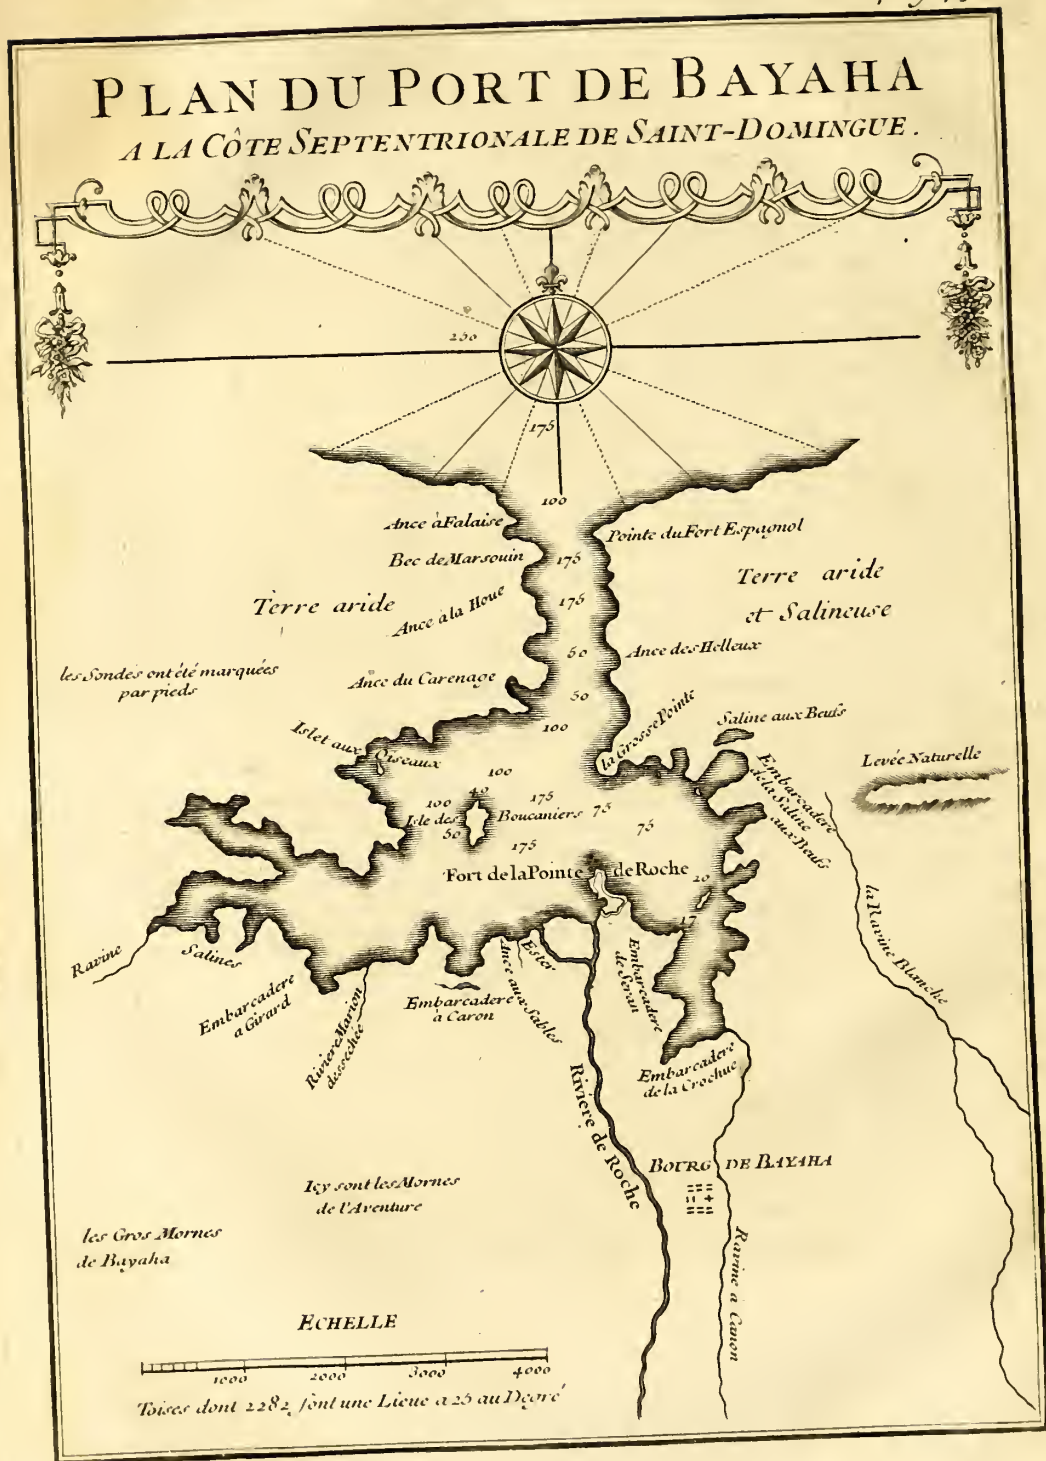 PLAN DU PORT DE BAYAHA
A LA CÔTE SEPTENTRIONALE DE SAINT-DOMINGUE.
250
175
100
Ance à Falaise
Pointe du Fort Espagnol
Bec de Marsouin
175
Terre aride
et Salineuse
Terre aride
Ance à la Houe
175
50
Ance des Helleux
les Sondes ont été marquées
par pieds
Ance du Carenage
50
100
la Grosse Pointe
Saline aux Beufs
Islet aux Oiseaux
Embarcadere
de la Saline
aux Beufs
Levée Naturelle
100
40
100
175
75
Isle des Boucaniers
50
75
175
Fort de la Pointe de Roche
20
17
la Ravine Blanche
Ravine
Salines
Embarcadere
a Girard
Riviere Marion
dessechée
Embarcadere
à Caron
Ance aux Sables
Ester
Embarcadere
de Seran
Embarcadere
de la Crochue
Riviere de Roche
BOURG DE BAYAHA
Ravine a Canon
Icy sont les Mornes
de l'Aventure
les Gros Mornes
de Bayaha
ECHELLE
1000 2000 3000 4000
Toises dont 2282 font une Lieue a 25 au Degré